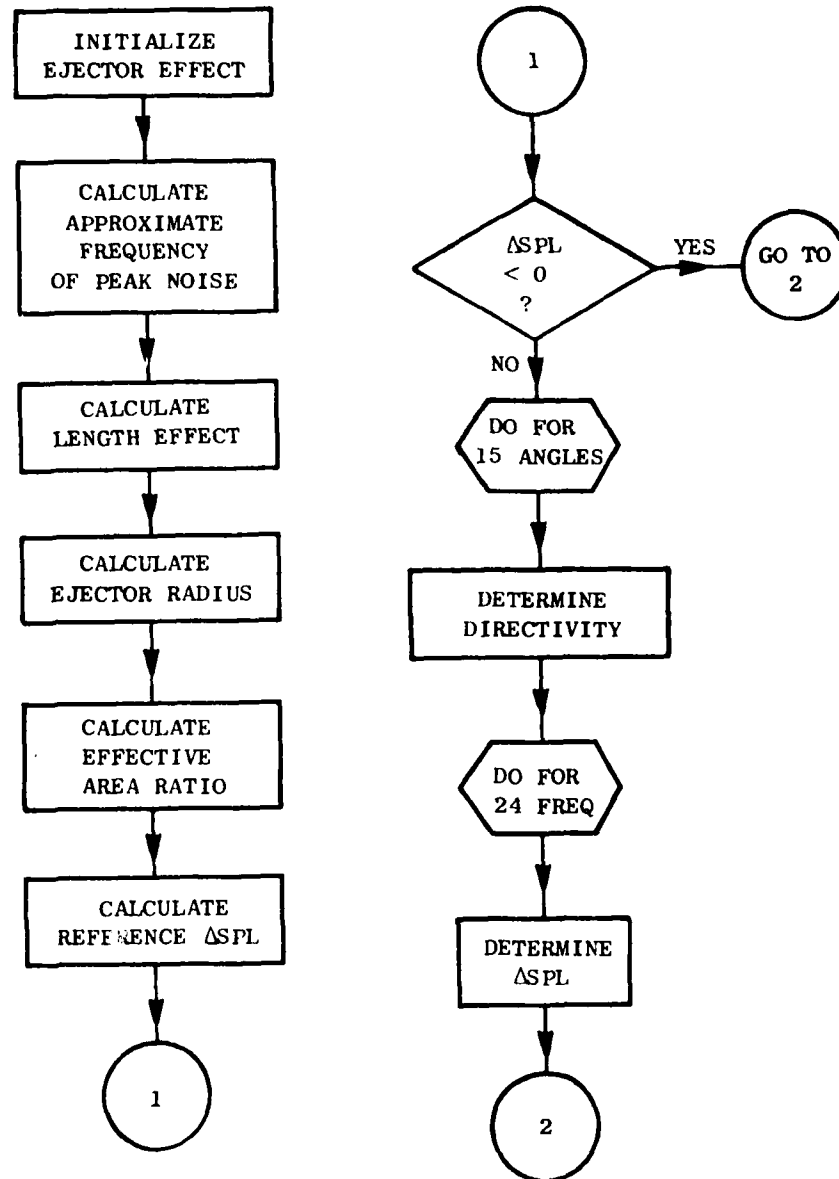 INITIALIZE
EJECTOR EFFECT
CALCULATE
APPROXIMATE
FREQUENCY
OF PEAK NOISE
CALCULATE
LENGTH EFFECT
CALCULATE
EJECTOR RADIUS
CALCULATE
EFFECTIVE
AREA RATIO
CALCULATE
REFERENCE ΔSPL
1
1
ΔSPL
< 0
?
YES
GO TO
2
NO
DO FOR
15 ANGLES
DETERMINE
DIRECTIVITY
DO FOR
24 FREQ
DETERMINE
ΔSPL
2